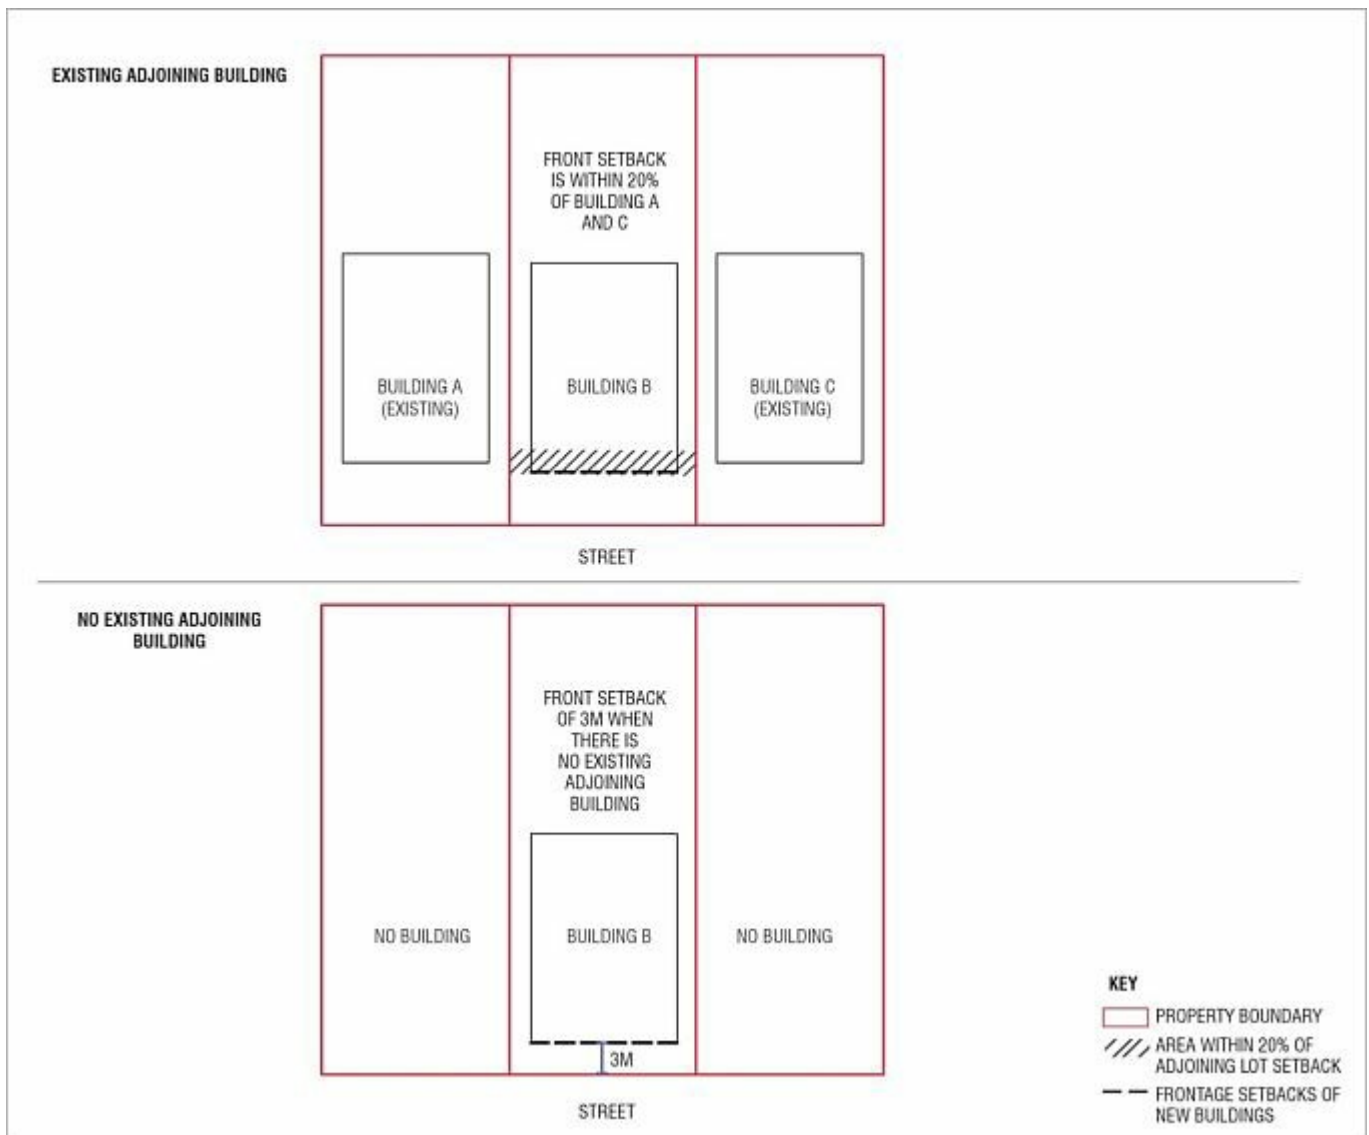 EXISTING ADJOINING BUILDING
FRONT SETBACK
IS WITHIN 20%
OF BUILDING A
AND C
BUILDING A
(EXISTING)
BUILDING B
BUILDING C
(EXISTING)
STREET
NO EXISTING ADJOINING
BUILDING
FRONT SETBACK
OF 3M WHEN
THERE IS
NO EXISTING
ADJOINING
BUILDING
NO BUILDING
BUILDING B
NO BUILDING
3M
STREET
KEY
PROPERTY BOUNDARY
AREA WITHIN 20% OF
ADJOINING LOT SETBACK
FRONTAGE SETBACKS OF
NEW BUILDINGS